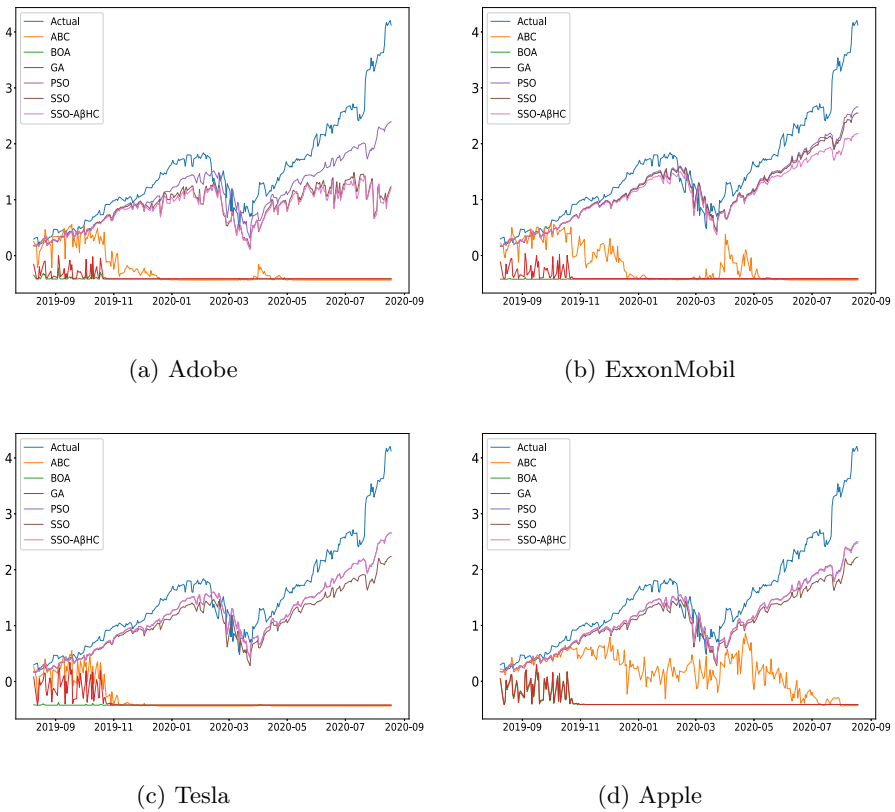 4
3
2
1
0
Actual
ABC
BOA
GA
PSO
SSO
SSO-AβHC
2019-09 2019-11 2020-01 2020-03 2020-05 2020-07 2020-09
(a) Adobe
4
3
2
1
0
Actual
ABC
BOA
GA
PSO
SSO
SSO-AβHC
2019-09 2019-11 2020-01 2020-03 2020-05 2020-07 2020-09
(b) ExxonMobil
4
3
2
1
0
Actual
ABC
BOA
GA
PSO
SSO
SSO-AβHC
2019-09 2019-11 2020-01 2020-03 2020-05 2020-07 2020-09
(c) Tesla
4
3
2
1
0
Actual
ABC
BOA
GA
PSO
SSO
SSO-AβHC
2019-09 2019-11 2020-01 2020-03 2020-05 2020-07 2020-09
(d) Apple